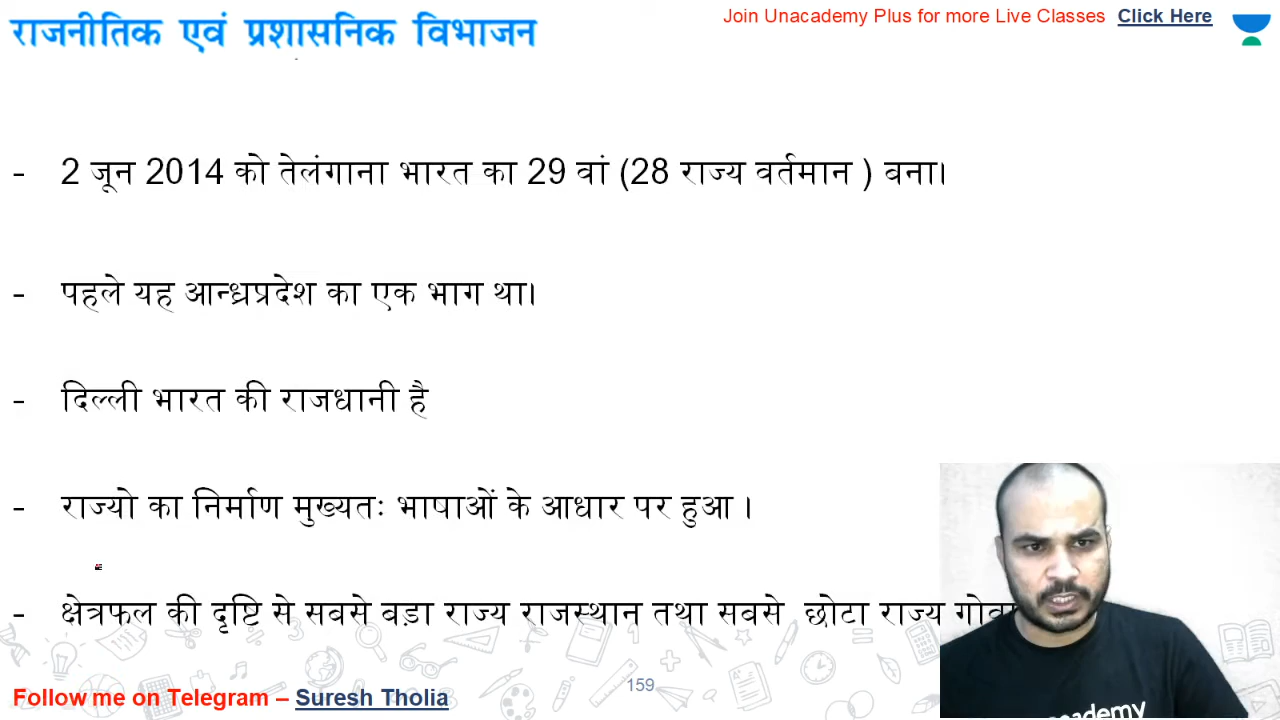 राजनीतिक एवं प्रशासनिक विभाजन
Join Unacademy Plus for more Live Classes Click Here
- 2 जून 2014 को तेलंगाना भारत का 29 वां (28 राज्य वर्तमान ) बना।
- पहले यह आन्ध्रप्रदेश का एक भाग था।
- दिल्ली भारत की राजधानी है
- राज्यो का निर्माण मुख्यतः भाषाओं के आधार पर हुआ ।
- क्षेत्रफल की दृष्टि से सबसे बड़ा राज्य राजस्थान तथा सबसे छोटा राज्य
159
Follow me on Telegram – Suresh Tholia